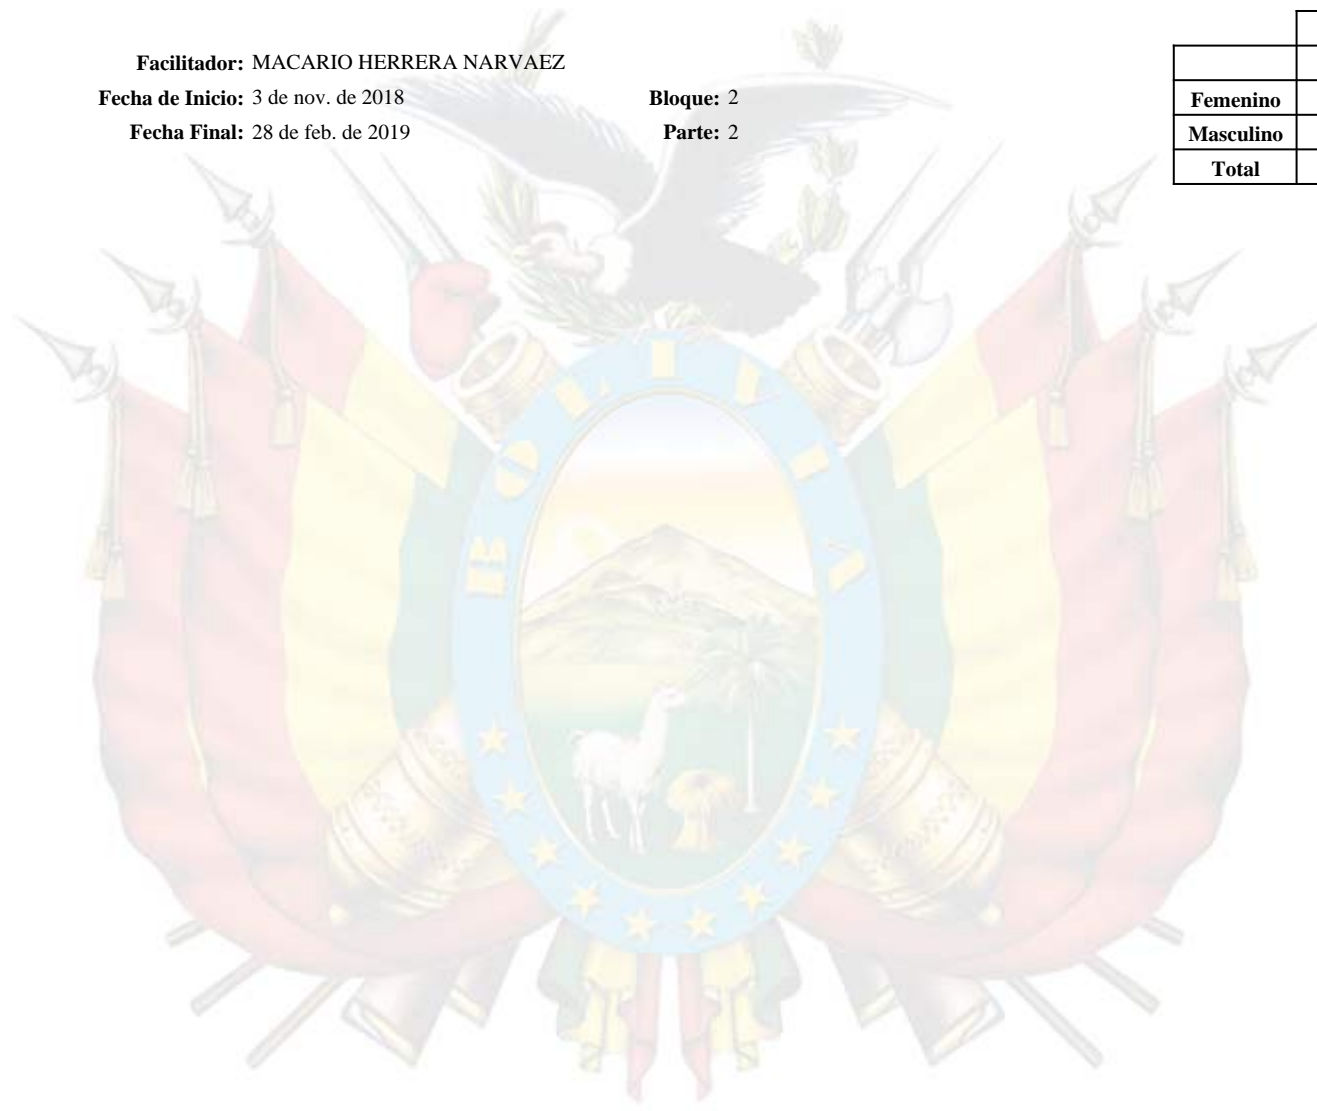 Facilitador: MACARIO HERRERA NARVAEZ
Fecha de Inicio: 3 de nov. de 2018 Bloque: 2
Fecha Final: 28 de feb. de 2019 Parte: 2
Femenino
Masculino
Total
BOLIVIA